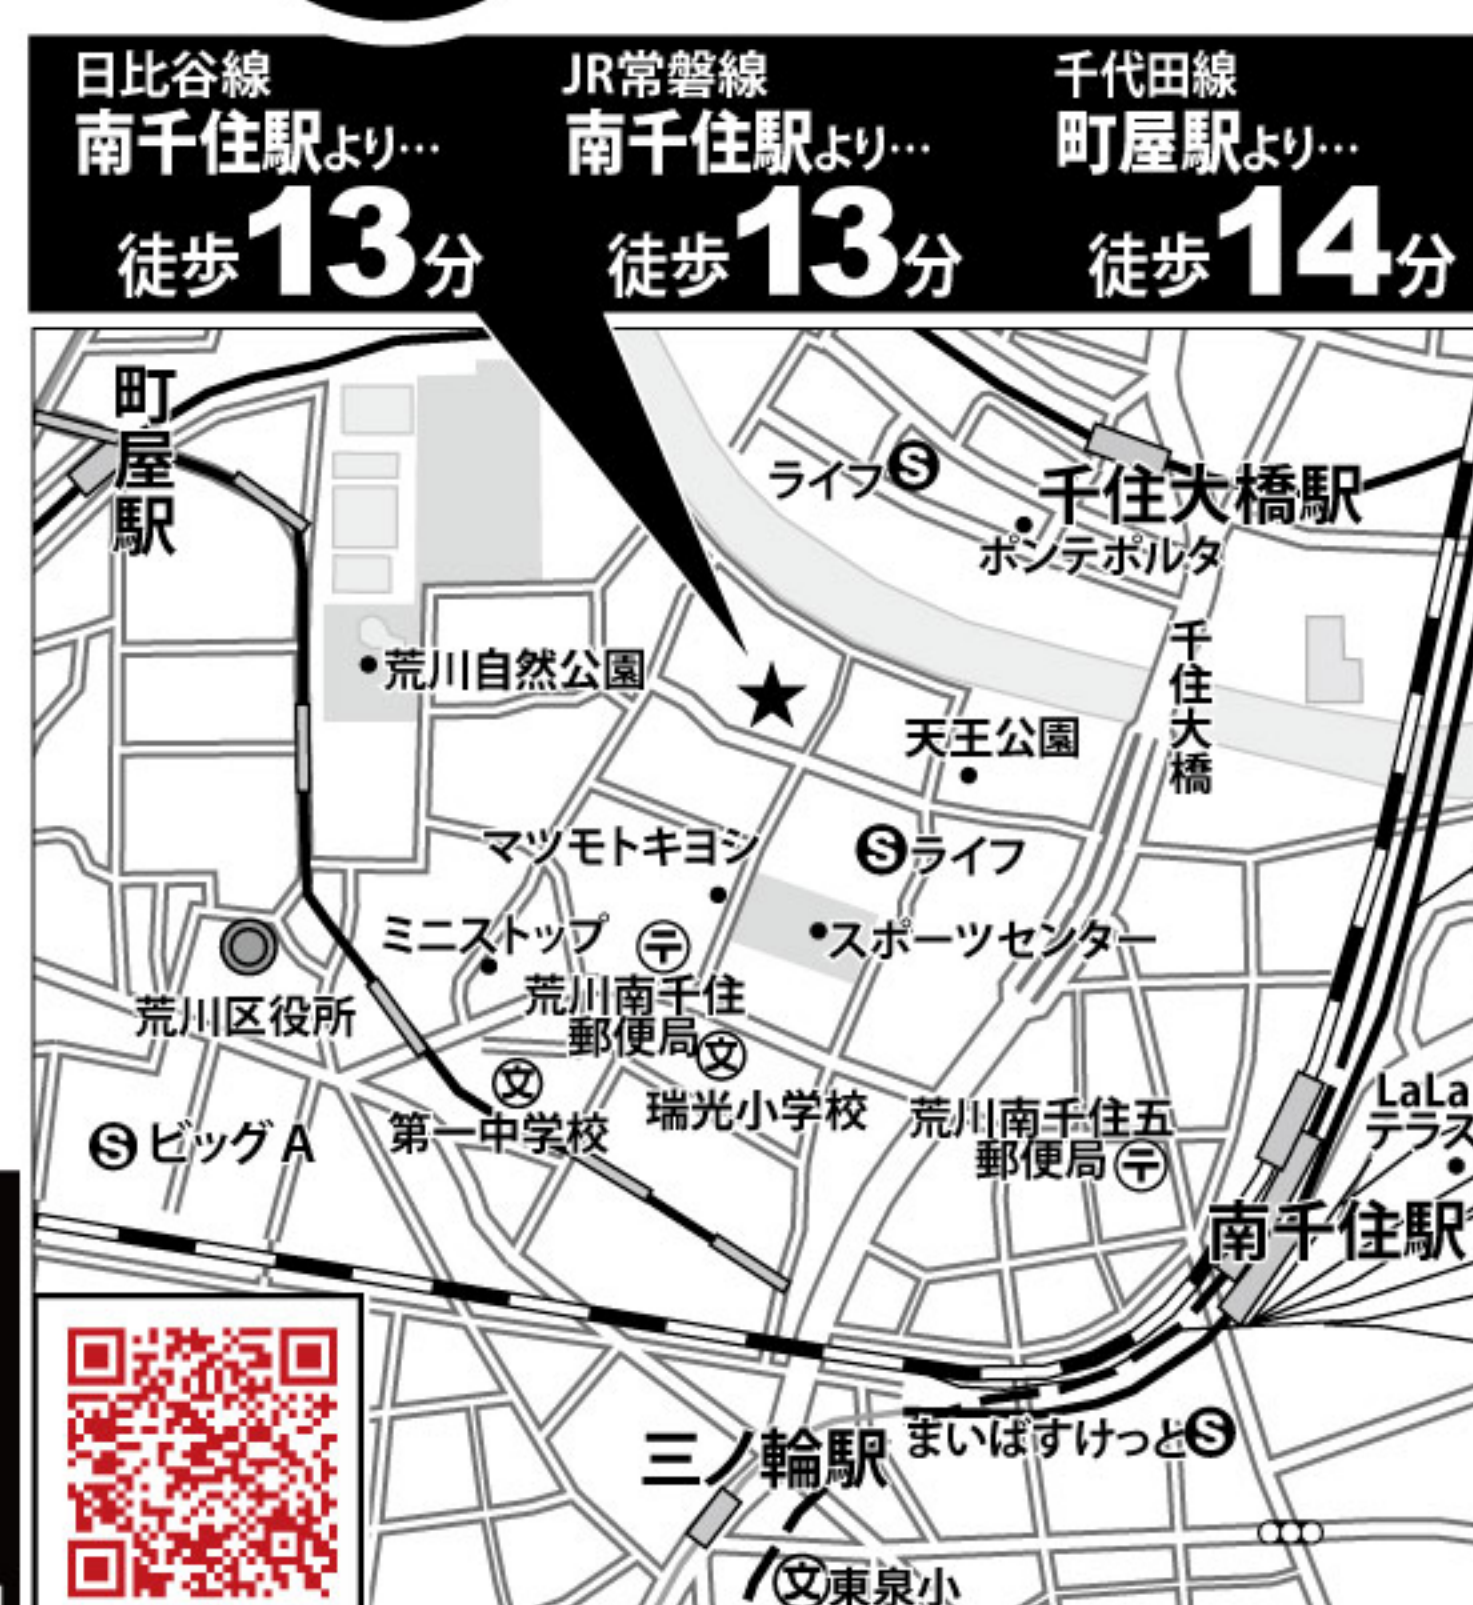 日比谷線
南千住駅より…
徒歩13分
JR常磐線
南千住駅より…
徒歩13分
千代田線
町屋駅より…
徒歩14分
町屋駅
ライフ
S
千住大橋駅
ポンテポルタ
千住大橋
荒川自然公園
天王公園
マツモトキヨシ
S
ライフ
ミニストップ
〒
スポーツセンター
荒川南千住
郵便局
荒川区役所
文
文
第一中学校
瑞光小学校
荒川南千住五
郵便局
〒
LaLa
テラス
S
ビッグA
南千住駅
三ノ輪駅
まいばすけっと
S
文
東泉小